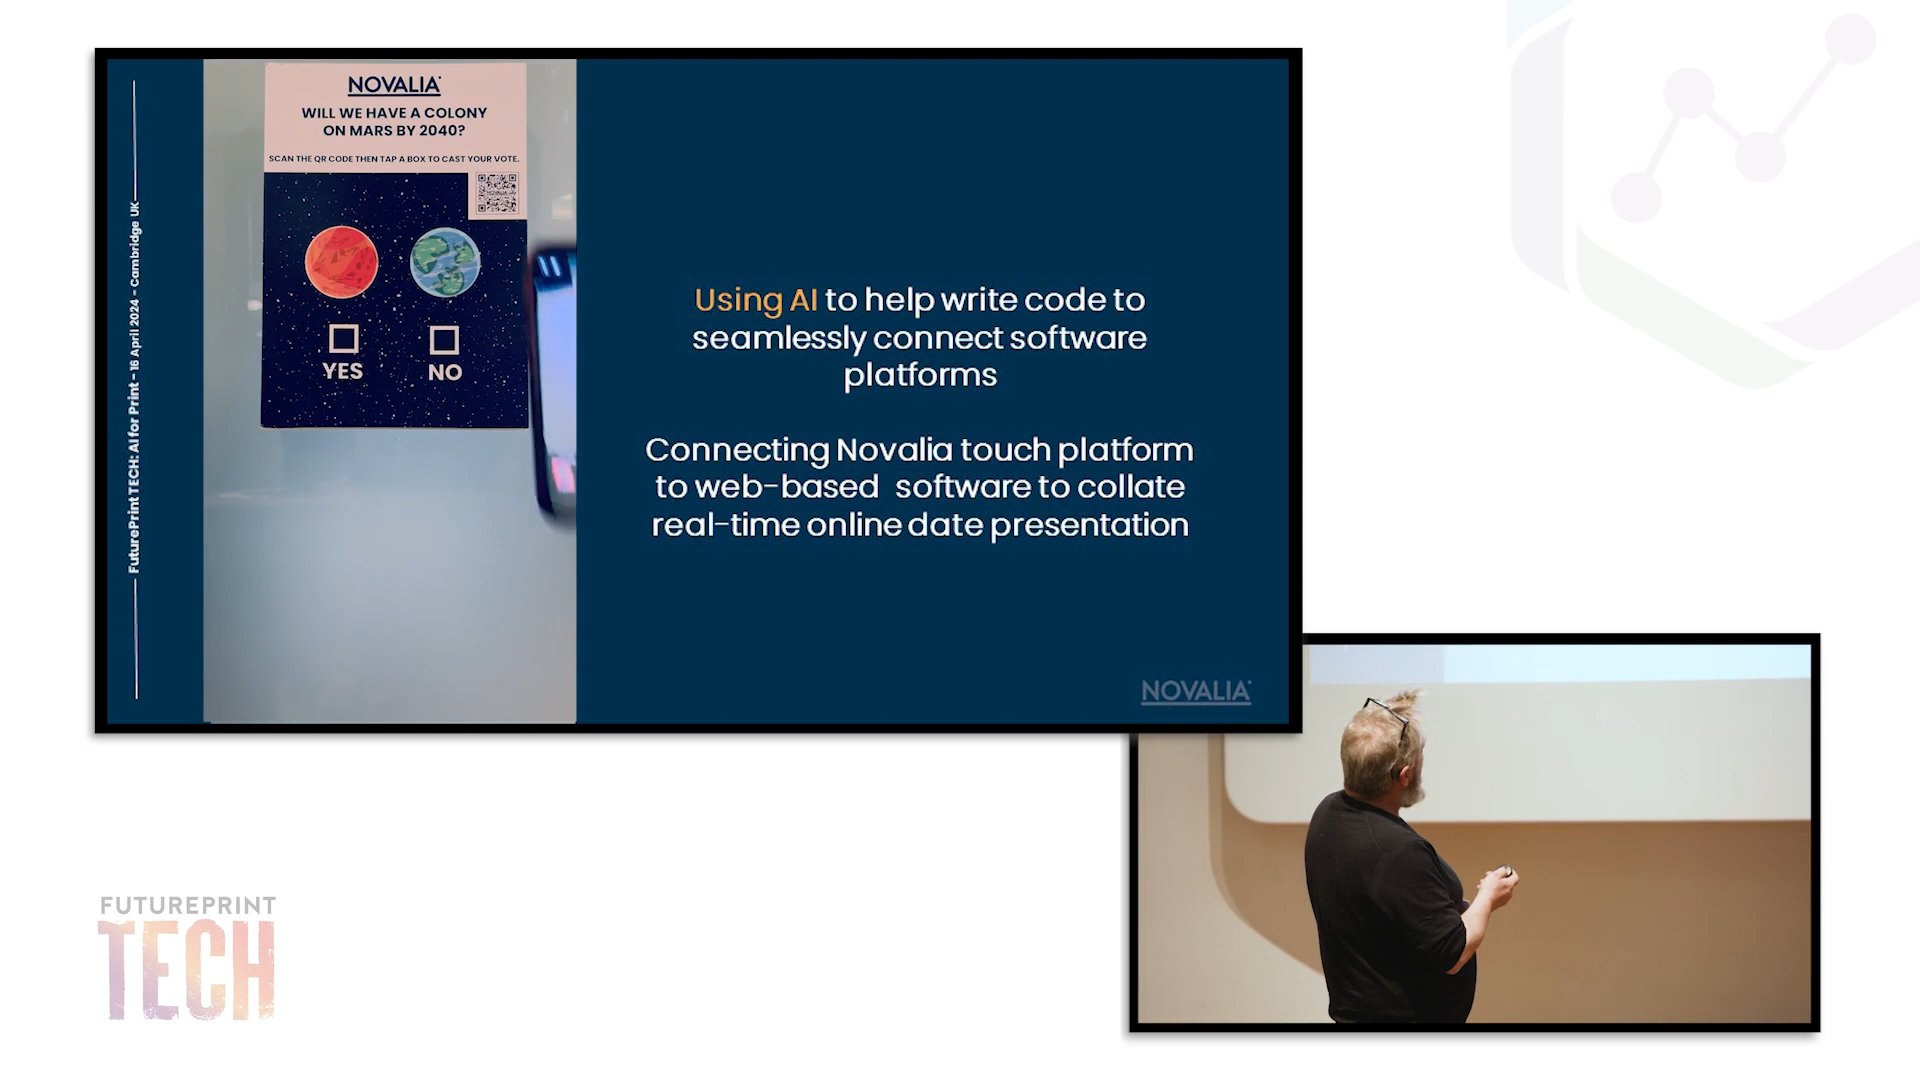 FuturePrint TECH: AI for Print - 16 April 2024 - Cambridge UK
NOVALIA
WILL WE HAVE A COLONY
ON MARS BY 2040?
SCAN THE QR CODE THEN TAP A BOX TO CAST YOUR VOTE.
NOVALIA
YES
NO
Using AI to help write code to
seamlessly connect software
platforms
Connecting Novalia touch platform
to web-based software to collate
real-time online date presentation
NOVALIA
FUTUREPRINT
TECH